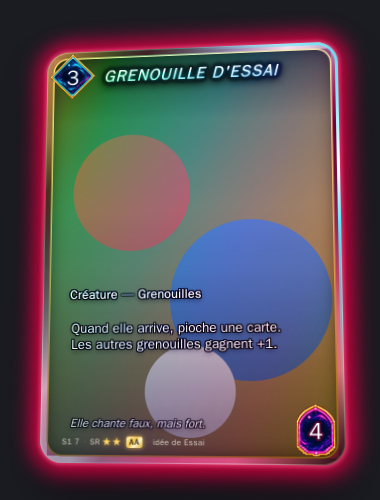 3
GRENOUILLE D'ESSAI
Créature — Grenouilles
Quand elle arrive, pioche une carte.
Les autres grenouilles gagnent +1.
Elle chante faux, mais fort.
S1 7 SR ★★ AA idée de Essai
4